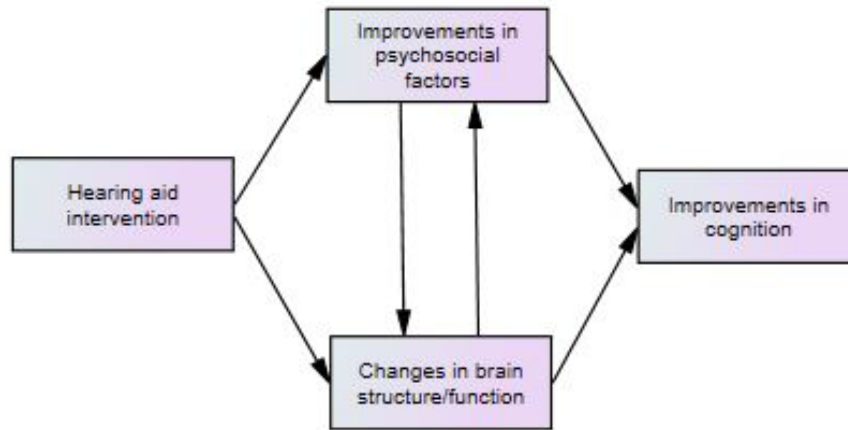 Improvements in
psychosocial
factors
Hearing aid
intervention
Improvements in
cognition
Changes in brain
structure/function